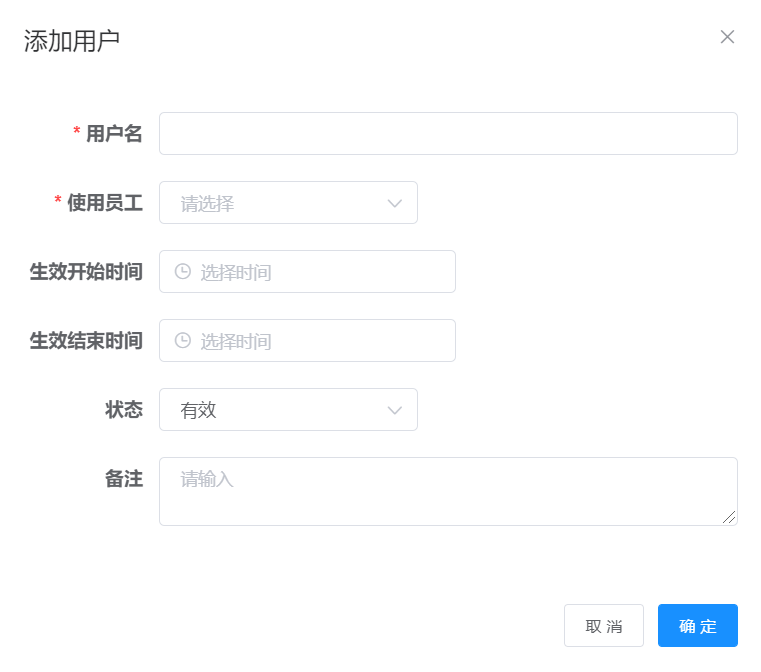 添加用户
* 用户名
* 使用员工 请选择
生效开始时间 选择时间
生效结束时间 选择时间
状态 有效
备注 请输入
取消 确定